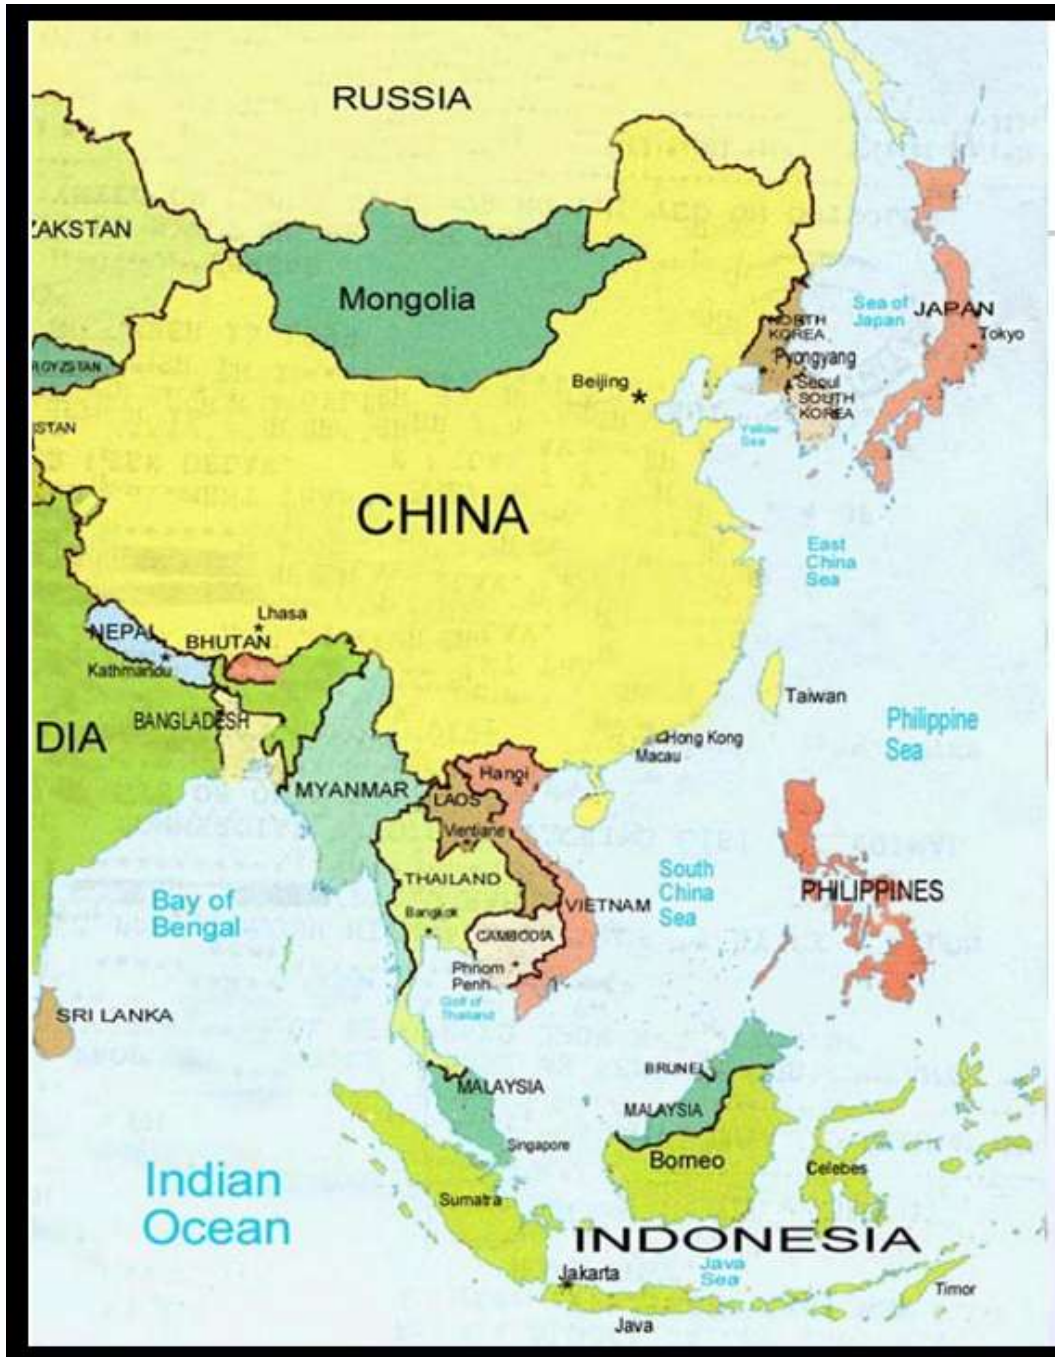 RUSSIA
ZAKSTAN
Mongolia
RGYZSTAN
ISTAN
Beijing
NORTH
KOREA
Pyongyang
Seoul
SOUTH
KOREA
Yellow
Sea
Sea of
Japan
JAPAN
Tokyo
CHINA
East
China
Sea
Lhasa
NEPAL
BHUTAN
Kathmandu
BANGLADESH
DIA
Taiwan
Hong Kong
Macau
Philippine
Sea
MYANMAR
LAOS
Hanoi
Vientiane
THAILAND
Bangkok
CAMBODIA
VIETNAM
Phnom
Penh
Gulf of
Thailand
South
China
Sea
PHILIPPINES
Bay of
Bengal
SRI LANKA
MALAYSIA
Singapore
BRUNEI
MALAYSIA
Borneo
Celebes
Sumatra
Indian
Ocean
INDONESIA
Jakarta
Java
Sea
Java
Timor